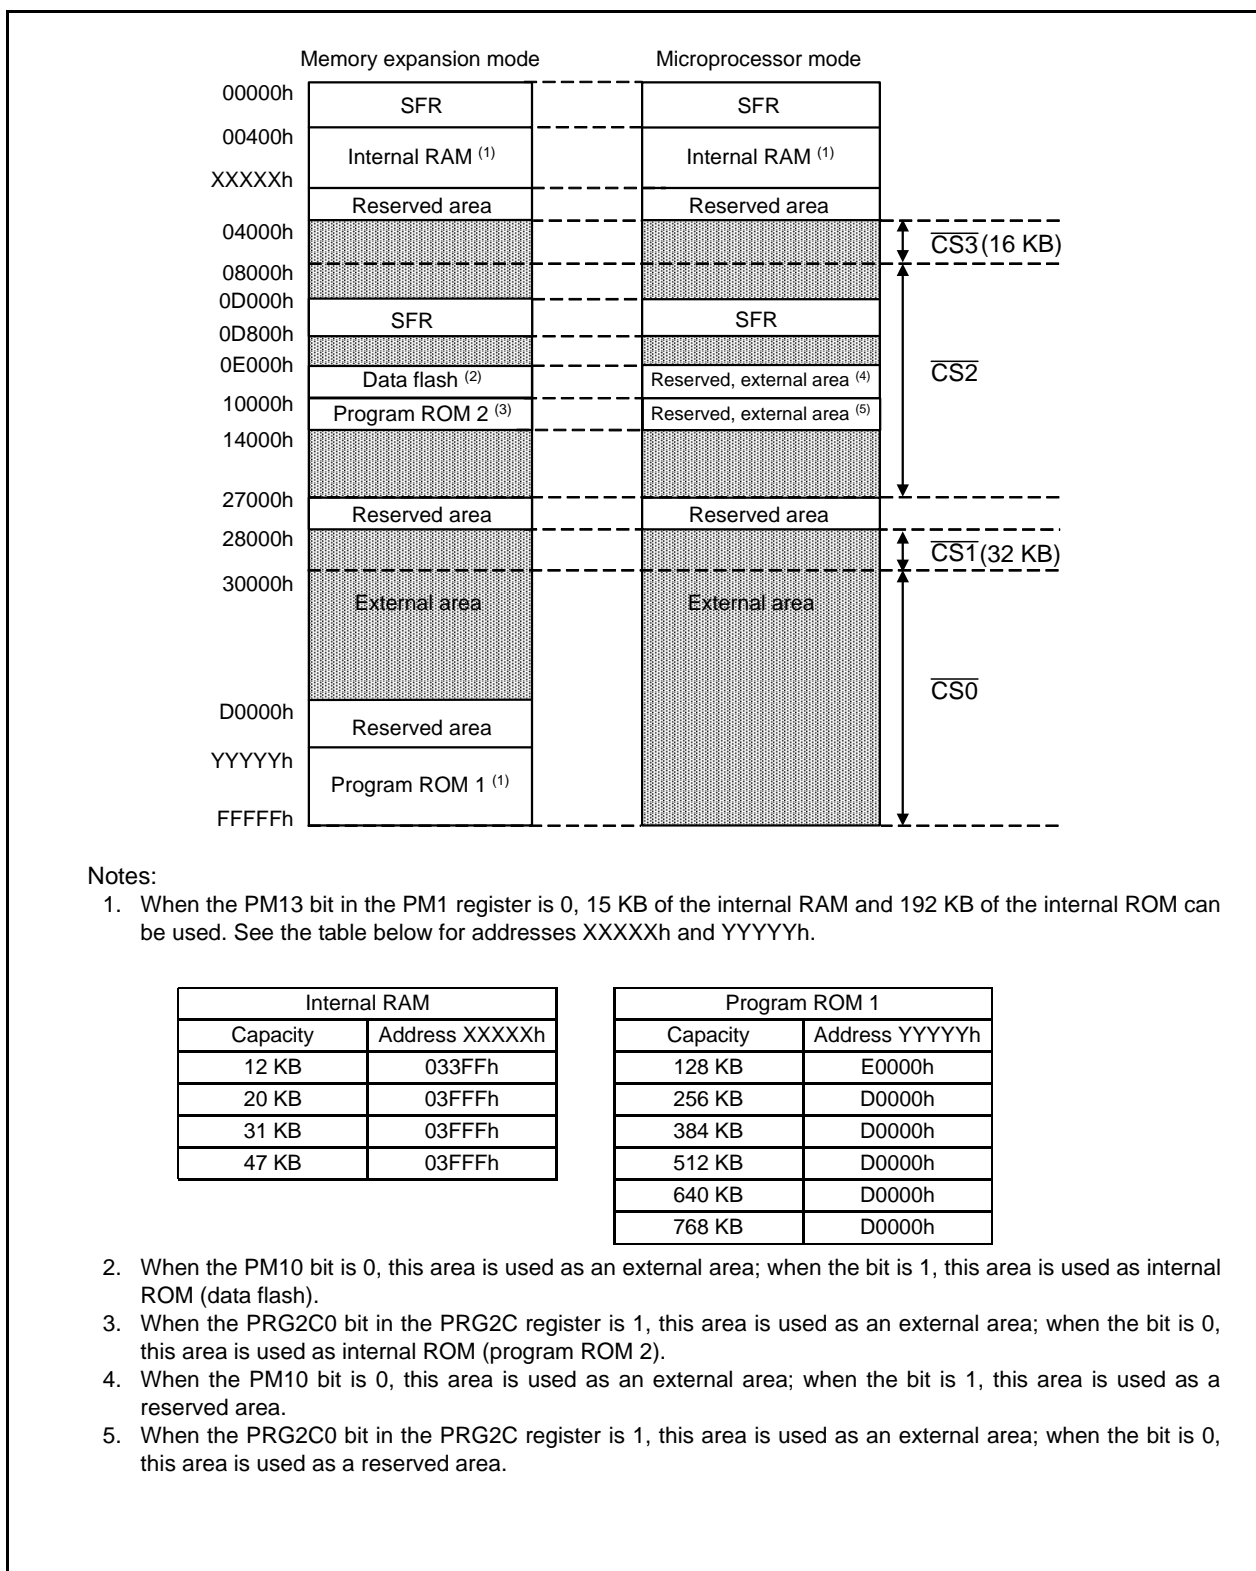 Memory expansion mode Microprocessor mode
00000h
SFR SFR
00400h
Internal RAM (1) Internal RAM (1)
XXXXXh
Reserved area Reserved area
04000h
CS3 (16 KB)
08000h
0D000h
SFR SFR
0D800h
0E000h
CS2
Data flash (2) Reserved, external area (4)
10000h
Program ROM 2 (3) Reserved, external area (5)
14000h
27000h
Reserved area Reserved area
28000h
CS1 (32 KB)
30000h
External area External area
CS0
D0000h
Reserved area
YYYYYh
Program ROM 1 (1)
FFFFFh
Notes:
1. When the PM13 bit in the PM1 register is 0, 15 KB of the internal RAM and 192 KB of the internal ROM can
be used. See the table below for addresses XXXXXh and YYYYYh.
Internal RAM Program ROM 1
Capacity Address XXXXXh Capacity Address YYYYYh
12 KB 033FFh 128 KB E0000h
20 KB 03FFFh 256 KB D0000h
31 KB 03FFFh 384 KB D0000h
47 KB 03FFFh 512 KB D0000h
640 KB D0000h
768 KB D0000h
2. When the PM10 bit is 0, this area is used as an external area; when the bit is 1, this area is used as internal
ROM (data flash).
3. When the PRG2C0 bit in the PRG2C register is 1, this area is used as an external area; when the bit is 0,
this area is used as internal ROM (program ROM 2).
4. When the PM10 bit is 0, this area is used as an external area; when the bit is 1, this area is used as a
reserved area.
5. When the PRG2C0 bit in the PRG2C register is 1, this area is used as an external area; when the bit is 0,
this area is used as a reserved area.